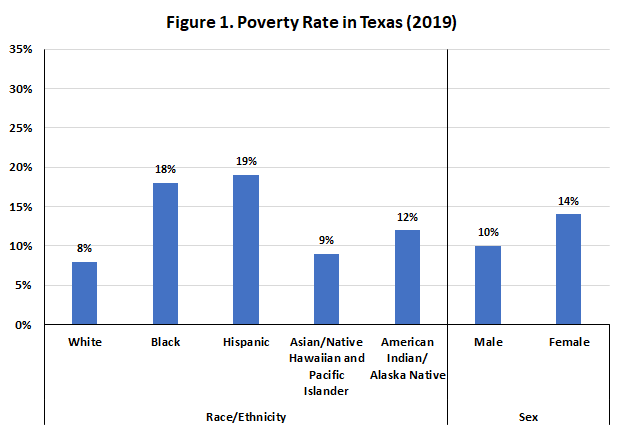 Figure 1. Poverty Rate in Texas (2019)
35%
30%
25%
20%
15%
10%
5%
0%
8%
18%
19%
9%
12%
10%
14%
White
Black
Hispanic
Asian/Native
Hawaiian and
Pacific
Islander
American
Indian/
Alaska Native
Male
Female
Race/Ethnicity
Sex